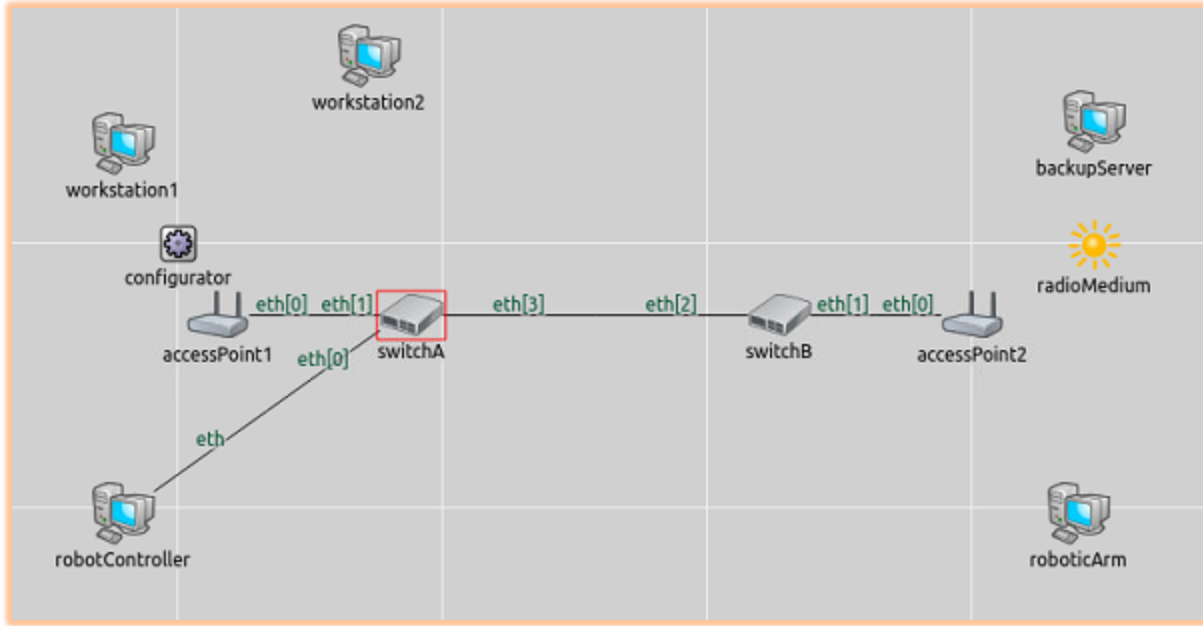 workstation2
workstation1
backupServer
configurator
radioMedium
eth[0]
eth[1]
eth[3]
eth[2]
eth[1]
eth[0]
accessPoint1
switchA
switchB
accessPoint2
eth[0]
eth
robotController
roboticArm